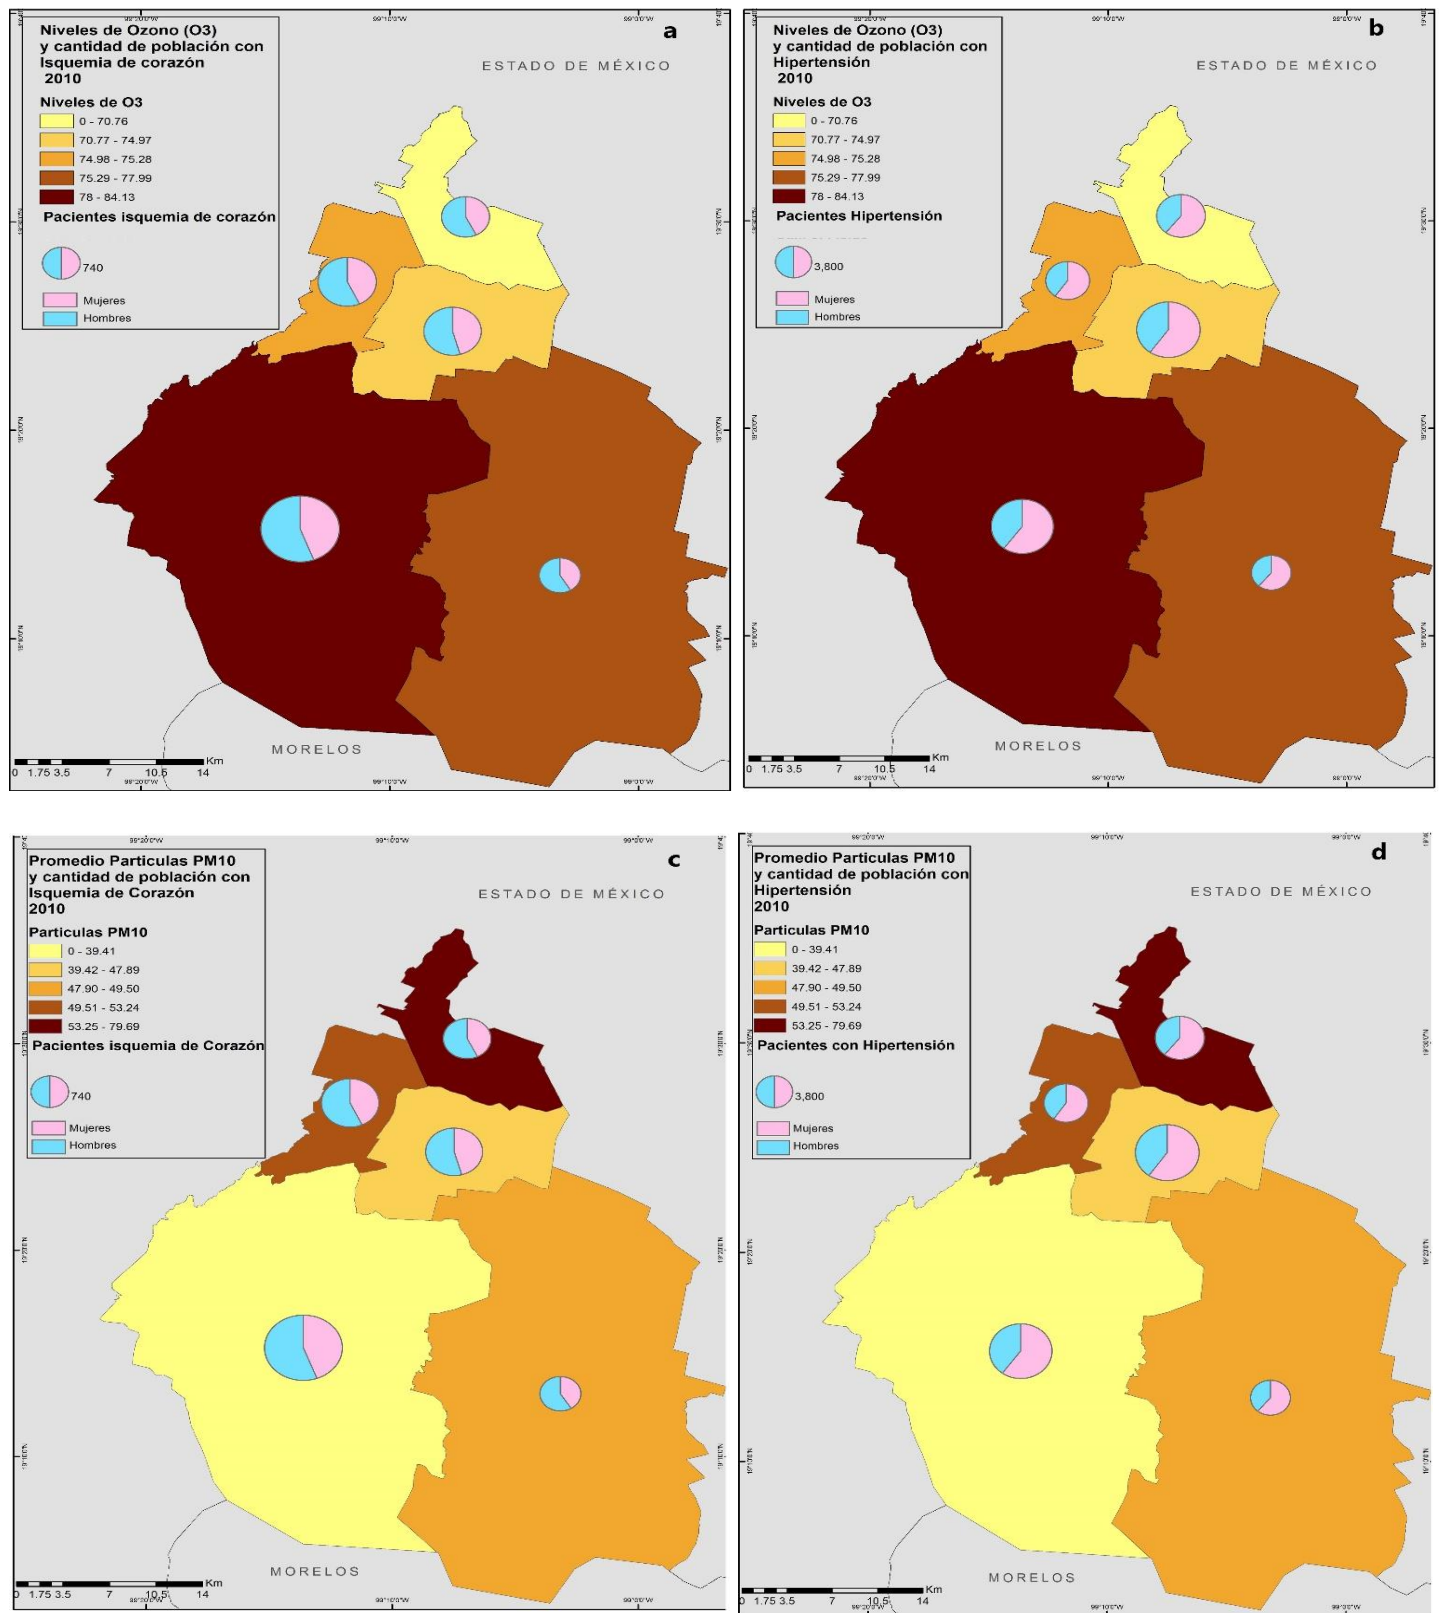 a
Niveles de Ozono (O3)
y cantidad de población con
Isquemia de corazón
2010
Niveles de O3
0 - 70.76
70.77 - 74.97
74.98 - 75.28
75.29 - 77.99
78 - 84.13
Pacientes isquemia de corazón
740
Mujeres
Hombres
ESTADO DE MÉXICO
MORELOS
0 1.75 3.5 7 10.5 14 Km
b
Niveles de Ozono (O3)
y cantidad de población con
Hipertensión
2010
Niveles de O3
0 - 70.76
70.77 - 74.97
74.98 - 75.28
75.29 - 77.99
78 - 84.13
Pacientes Hipertensión
3,800
Mujeres
Hombres
ESTADO DE MÉXICO
MORELOS
0 1.75 3.5 7 10.5 14 Km
c
Promedio Particulas PM10
y cantidad de población con
Isquemia de Corazón
2010
Particulas PM10
0 - 39.41
39.42 - 47.89
47.90 - 49.50
49.51 - 53.24
53.25 - 79.69
Pacientes isquemia de Corazón
740
Mujeres
Hombres
ESTADO DE MÉXICO
MORELOS
0 1.75 3.5 7 10.5 14 Km
d
Promedio Particulas PM10
y cantidad de población con
Hipertensión
2010
Particulas PM10
0 - 39.41
39.42 - 47.89
47.90 - 49.50
49.51 - 53.24
53.25 - 79.69
Pacientes con Hipertensión
3,800
Mujeres
Hombres
ESTADO DE MÉXICO
MORELOS
0 1.75 3.5 7 10.5 14 Km